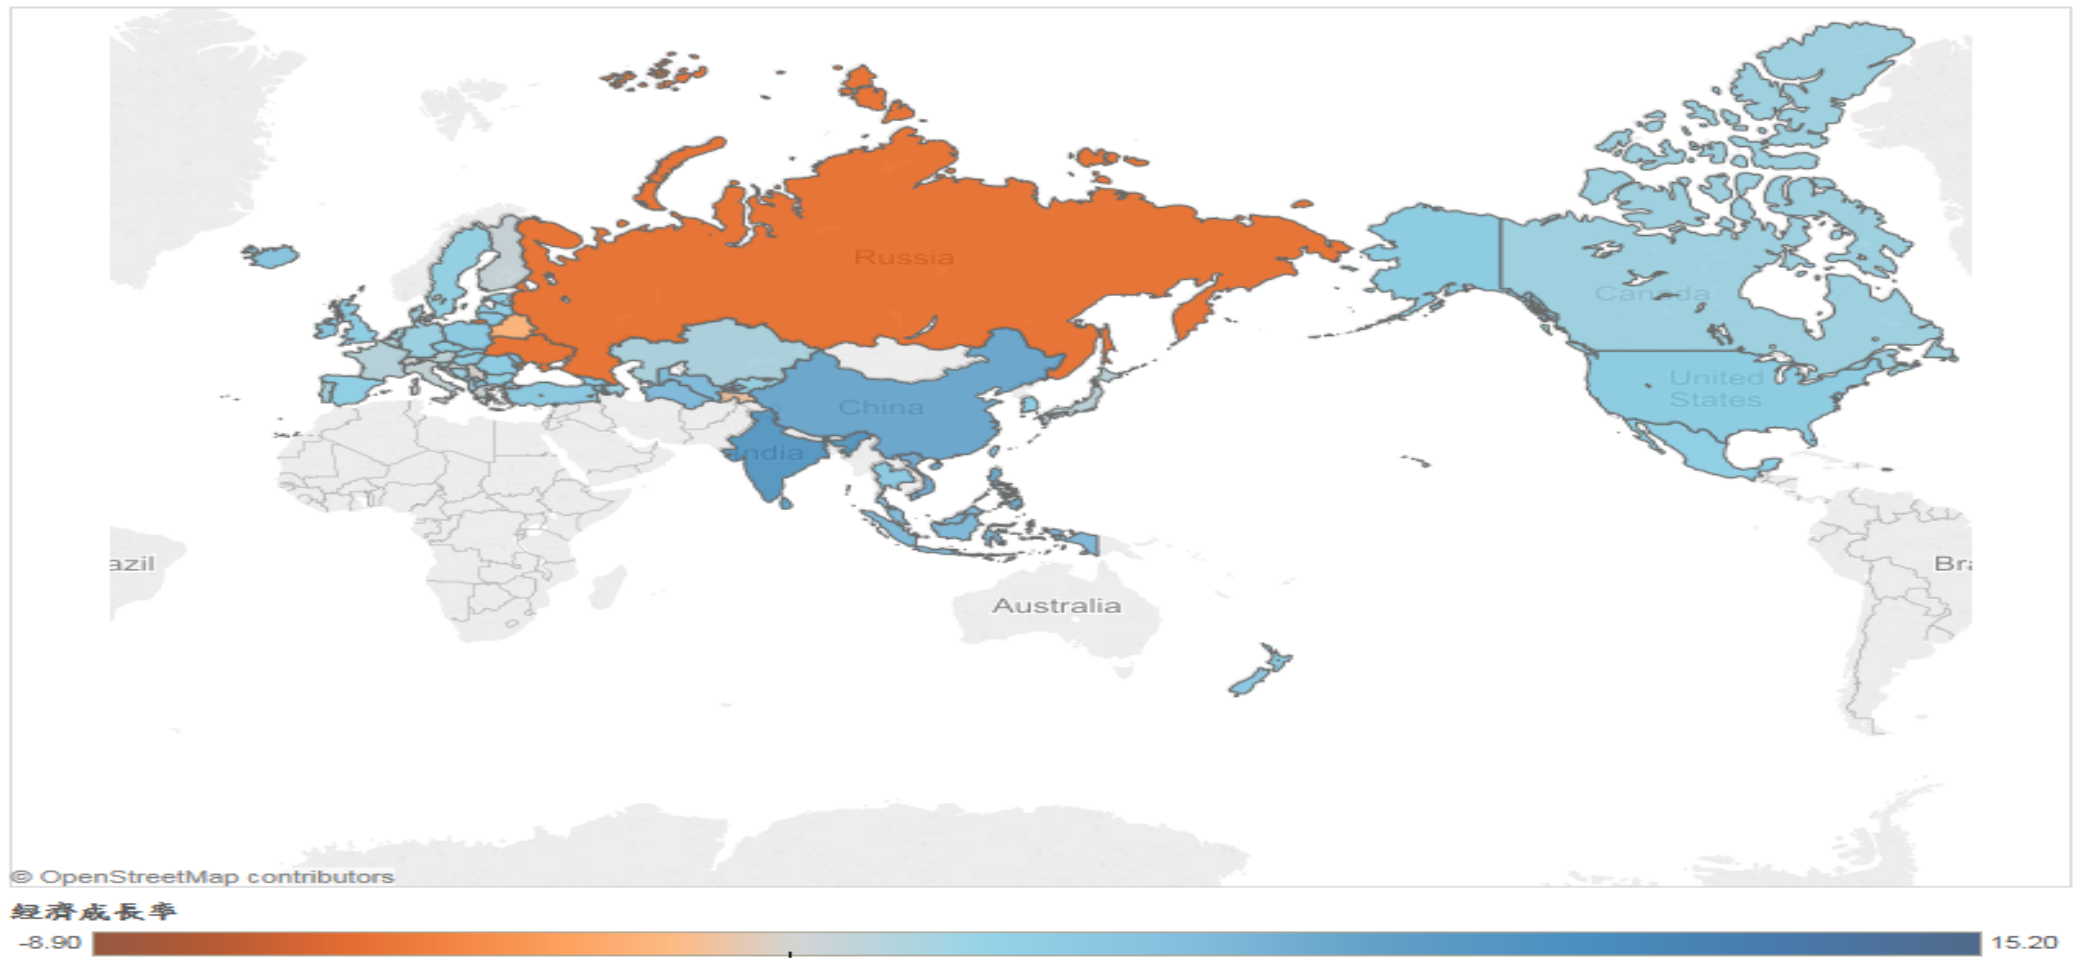 Russia
Canada
United
States
China
India
azil
Bra
Australia
© OpenStreetMap contributors
經濟成長率
-8.90
15.20